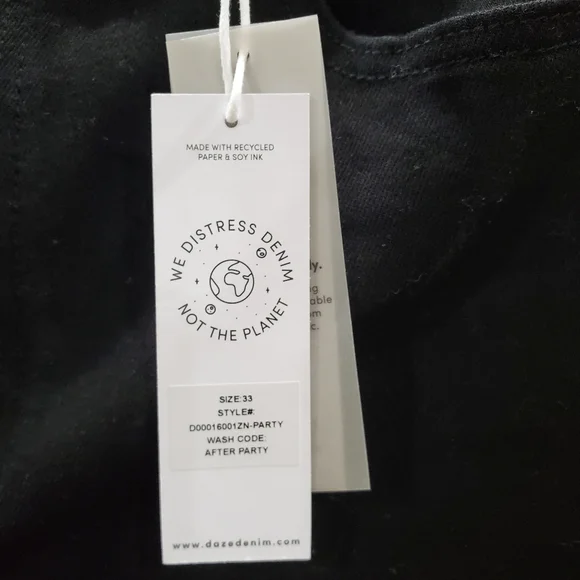 MADE WITH RECYCLED
PAPER & SOY INK
WE DISTRESS DENIM
NOT THE PLANET
SIZE:33
STYLE#:
D00016001ZN-PARTY
WASH CODE:
AFTER PARTY
www.dazedenim.com